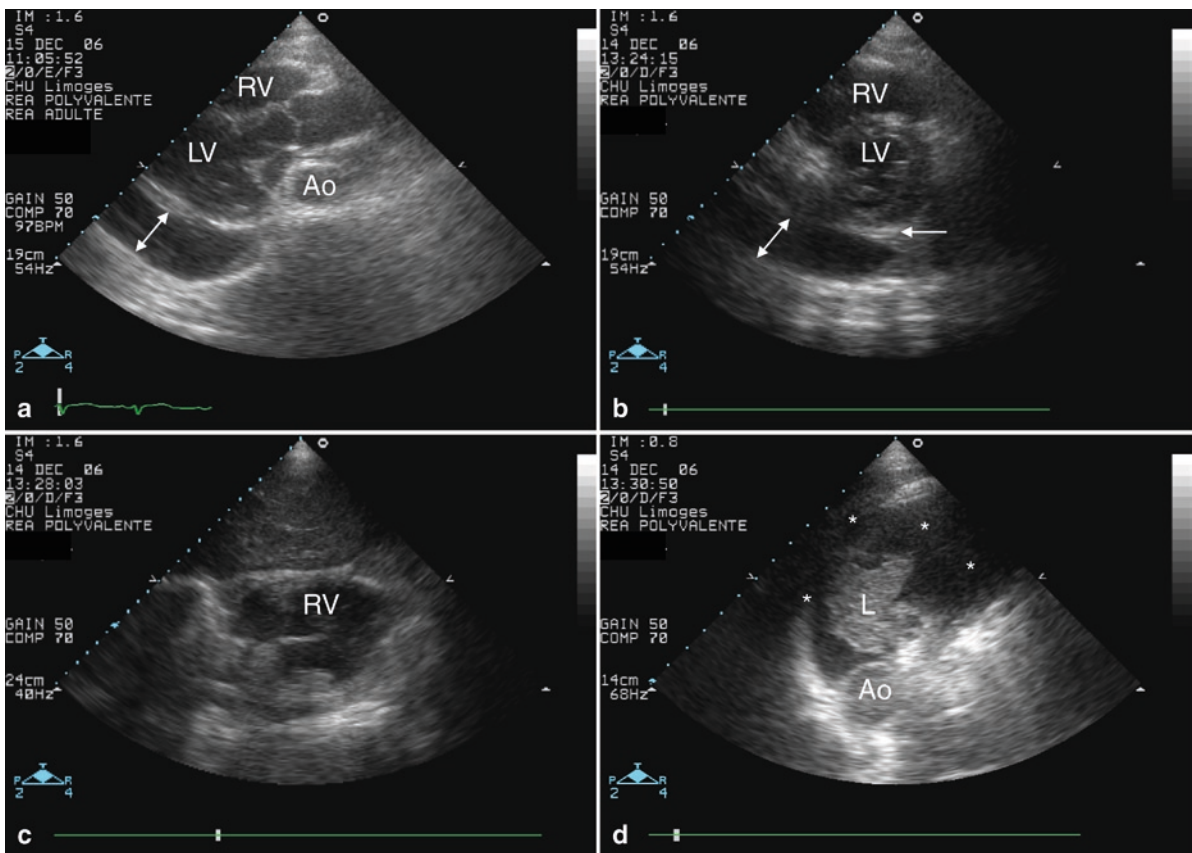 IM :1.6
S4
15 DEC 06
11:05:52
2/0/E/F3
CHU Limoges
REA POLYVALENTE
REA ADULTE
GAIN 50
COMP 70
97BPM
19cm
54Hz
P T R
2 4
RV
LV
Ao
a
IM :1.6
S4
14 DEC 06
13:24:15
2/0/D/F3
CHU Limoges
REA POLYVALENTE
GAIN 50
COMP 70
19cm
54Hz
P T R
2 4
RV
LV
b
IM :1.6
S4
14 DEC 06
13:28:03
2/0/D/F3
CHU Limoges
REA POLYVALENTE
GAIN 50
COMP 70
24cm
40Hz
P T R
2 4
RV
c
IM :0.8
S4
14 DEC 06
13:30:50
2/0/D/F3
CHU Limoges
REA POLYVALENTE
GAIN 50
COMP 70
14cm
68Hz
P T R
2 4
* *
*
*
L
Ao
d